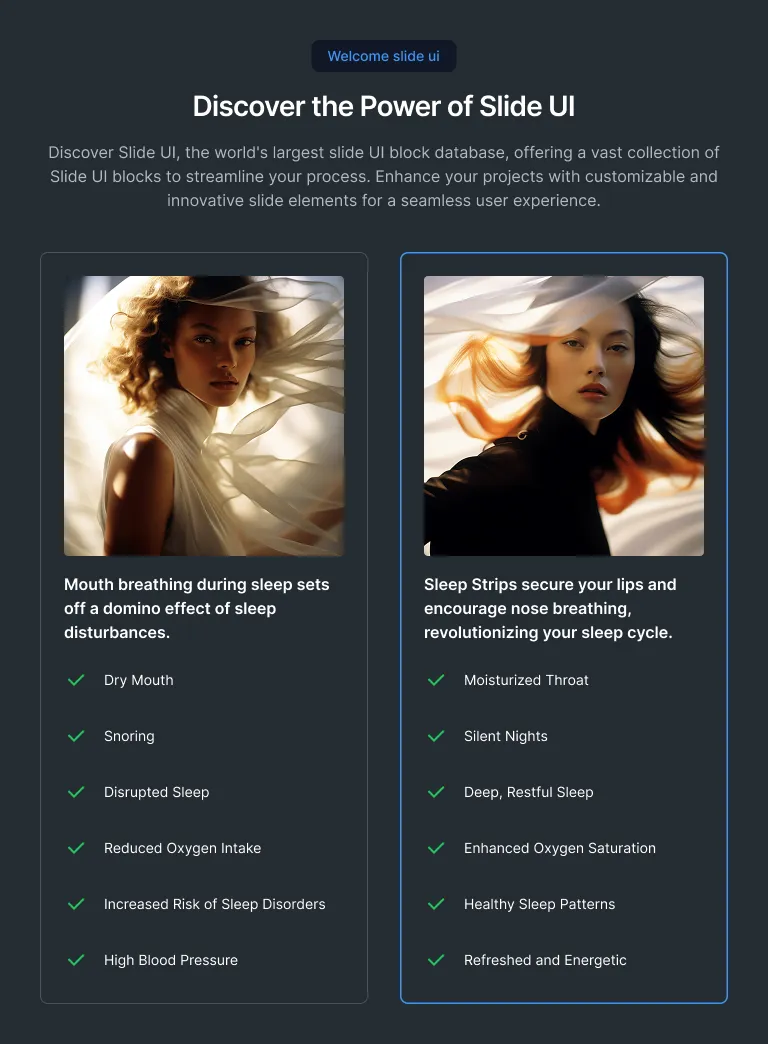 Welcome slide ui
Discover the Power of Slide UI
Discover Slide UI, the world's largest slide UI block database, offering a vast collection of
Slide UI blocks to streamline your process. Enhance your projects with customizable and
innovative slide elements for a seamless user experience.
Mouth breathing during sleep sets
off a domino effect of sleep
disturbances.
Dry Mouth
Snoring
Disrupted Sleep
Reduced Oxygen Intake
Increased Risk of Sleep Disorders
High Blood Pressure
Sleep Strips secure your lips and
encourage nose breathing,
revolutionizing your sleep cycle.
Moisturized Throat
Silent Nights
Deep, Restful Sleep
Enhanced Oxygen Saturation
Healthy Sleep Patterns
Refreshed and Energetic